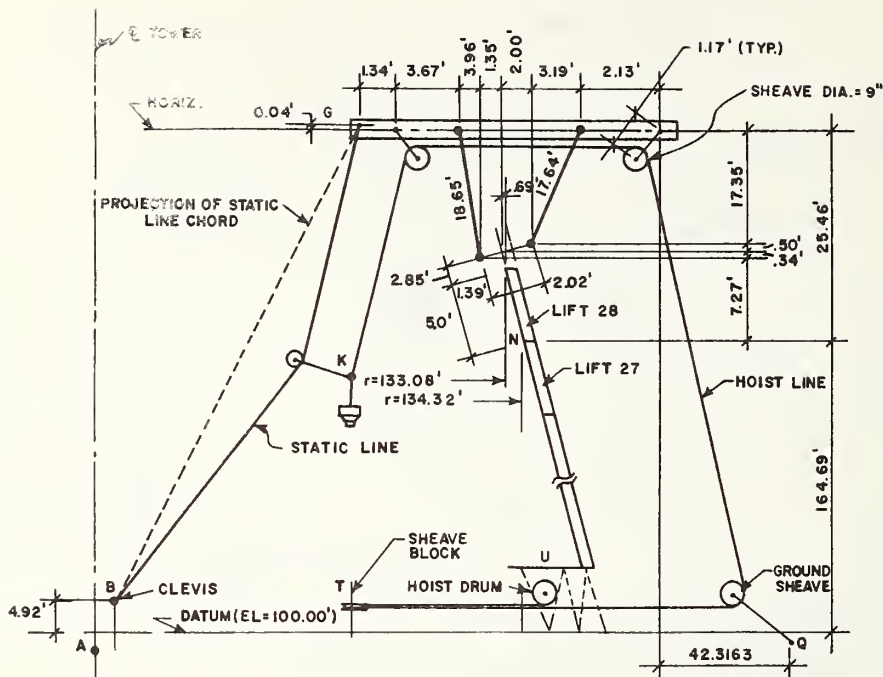 ℄ TOWER
1.34'
3.67'
3.96'
1.35'
2.00'
3.19'
2.13'
1.17' (TYP.)
SHEAVE DIA.= 9"
HORIZ.
0.04'
G
PROJECTION OF STATIC
LINE CHORD
18.65'
.69'
17.64'
17.35'
25.46'
.50'
.34'
7.27'
2.85'
1.39'
2.02'
5.0'
N
LIFT 28
LIFT 27
K
r=133.08'
r=134.32'
HOIST LINE
STATIC LINE
164.69'
SHEAVE
BLOCK
U
B
CLEVIS
T
HOIST DRUM
GROUND
SHEAVE
4.92'
DATUM (EL=100.00')
A
Q
42.3163